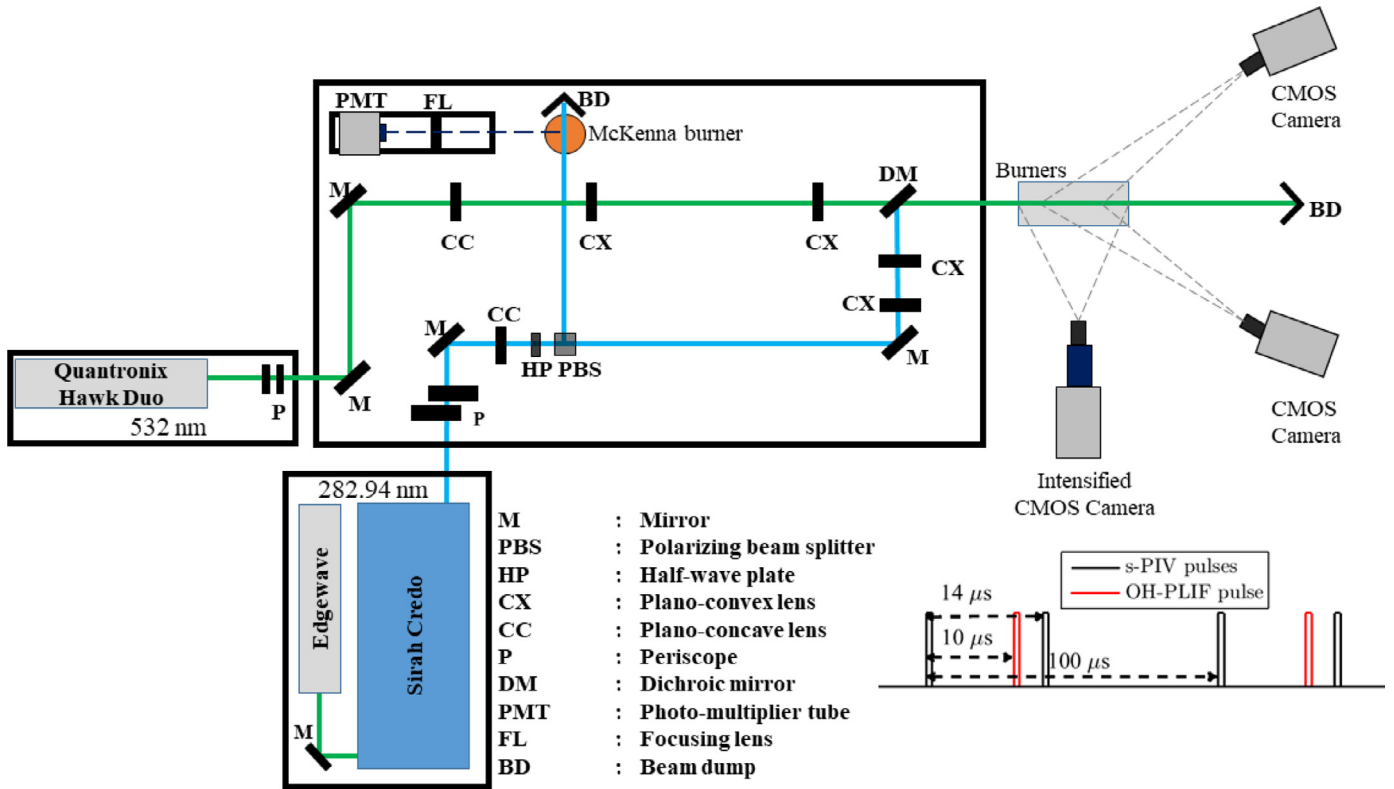 PMT
FL
BD
McKenna burner
CMOS
Camera
M
CC
CX
CX
DM
Burners
BD
CX
CX
M
CC
HP PBS
M
P
Quantronix
Hawk Duo
P
M
532 nm
CMOS
Camera
Intensified
CMOS Camera
282.94 nm
Edgewave
Sirah Credo
M
M : Mirror
PBS : Polarizing beam splitter
HP : Half-wave plate
CX : Plano-convex lens
CC : Plano-concave lens
P : Periscope
DM : Dichroic mirror
PMT : Photo-multiplier tube
FL : Focusing lens
BD : Beam dump
s-PIV pulses
OH-PLIF pulse
14 μs
10 μs
100 μs